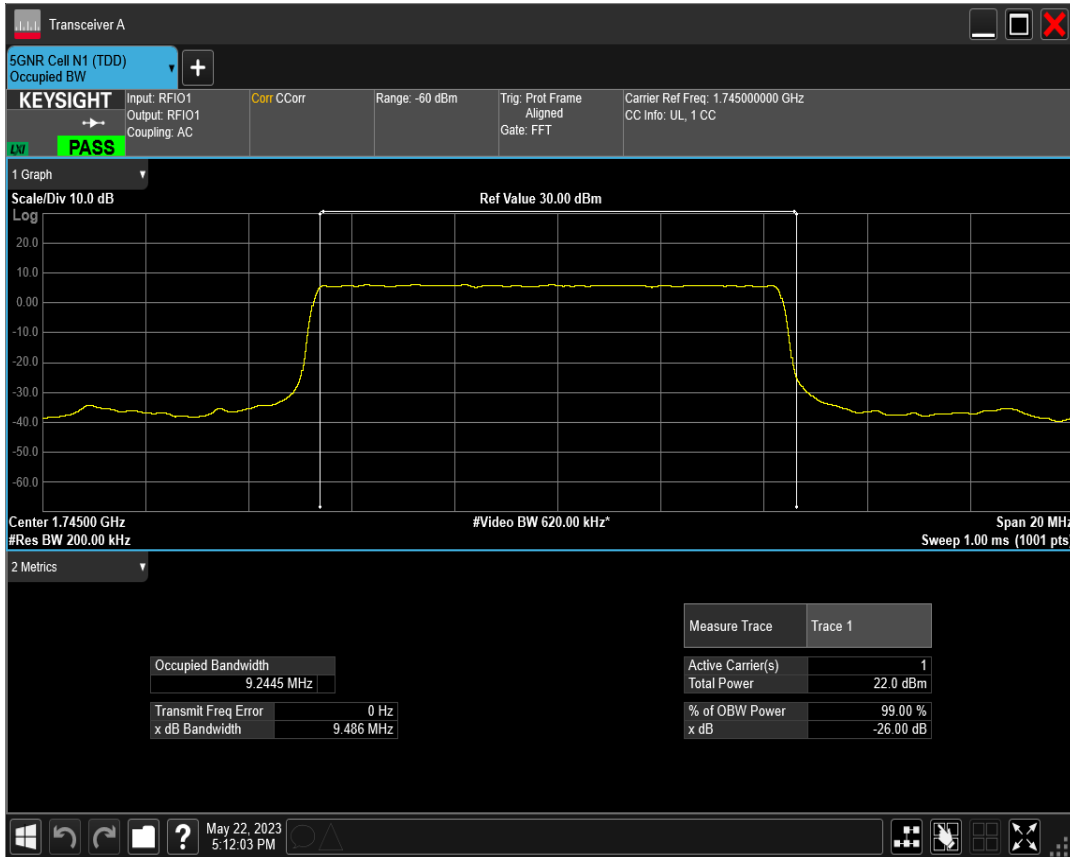 Transceiver A
5GNR Cell N1 (TDD)
Occupied BW
+
KEYSIGHT
LXI
PASS
Input: RFIO1
Output: RFIO1
Coupling: AC
Corr CCorr
Range: -60 dBm
Trig: Prot Frame
Aligned
Gate: FFT
Carrier Ref Freq: 1.745000000 GHz
CC Info: UL, 1 CC
1 Graph
Scale/Div 10.0 dB
Ref Value 30.00 dBm
Log
20.0
10.0
0.00
-10.0
-20.0
-30.0
-40.0
-50.0
-60.0
Center 1.74500 GHz
#Video BW 620.00 kHz*
Span 20 MHz
#Res BW 200.00 kHz
Sweep 1.00 ms (1001 pts)
2 Metrics
Measure Trace Trace 1
Occupied Bandwidth
9.2445 MHz
Active Carrier(s) 1
Total Power 22.0 dBm
Transmit Freq Error 0 Hz
x dB Bandwidth 9.486 MHz
% of OBW Power 99.00 %
x dB -26.00 dB
?
May 22, 2023
5:12:03 PM